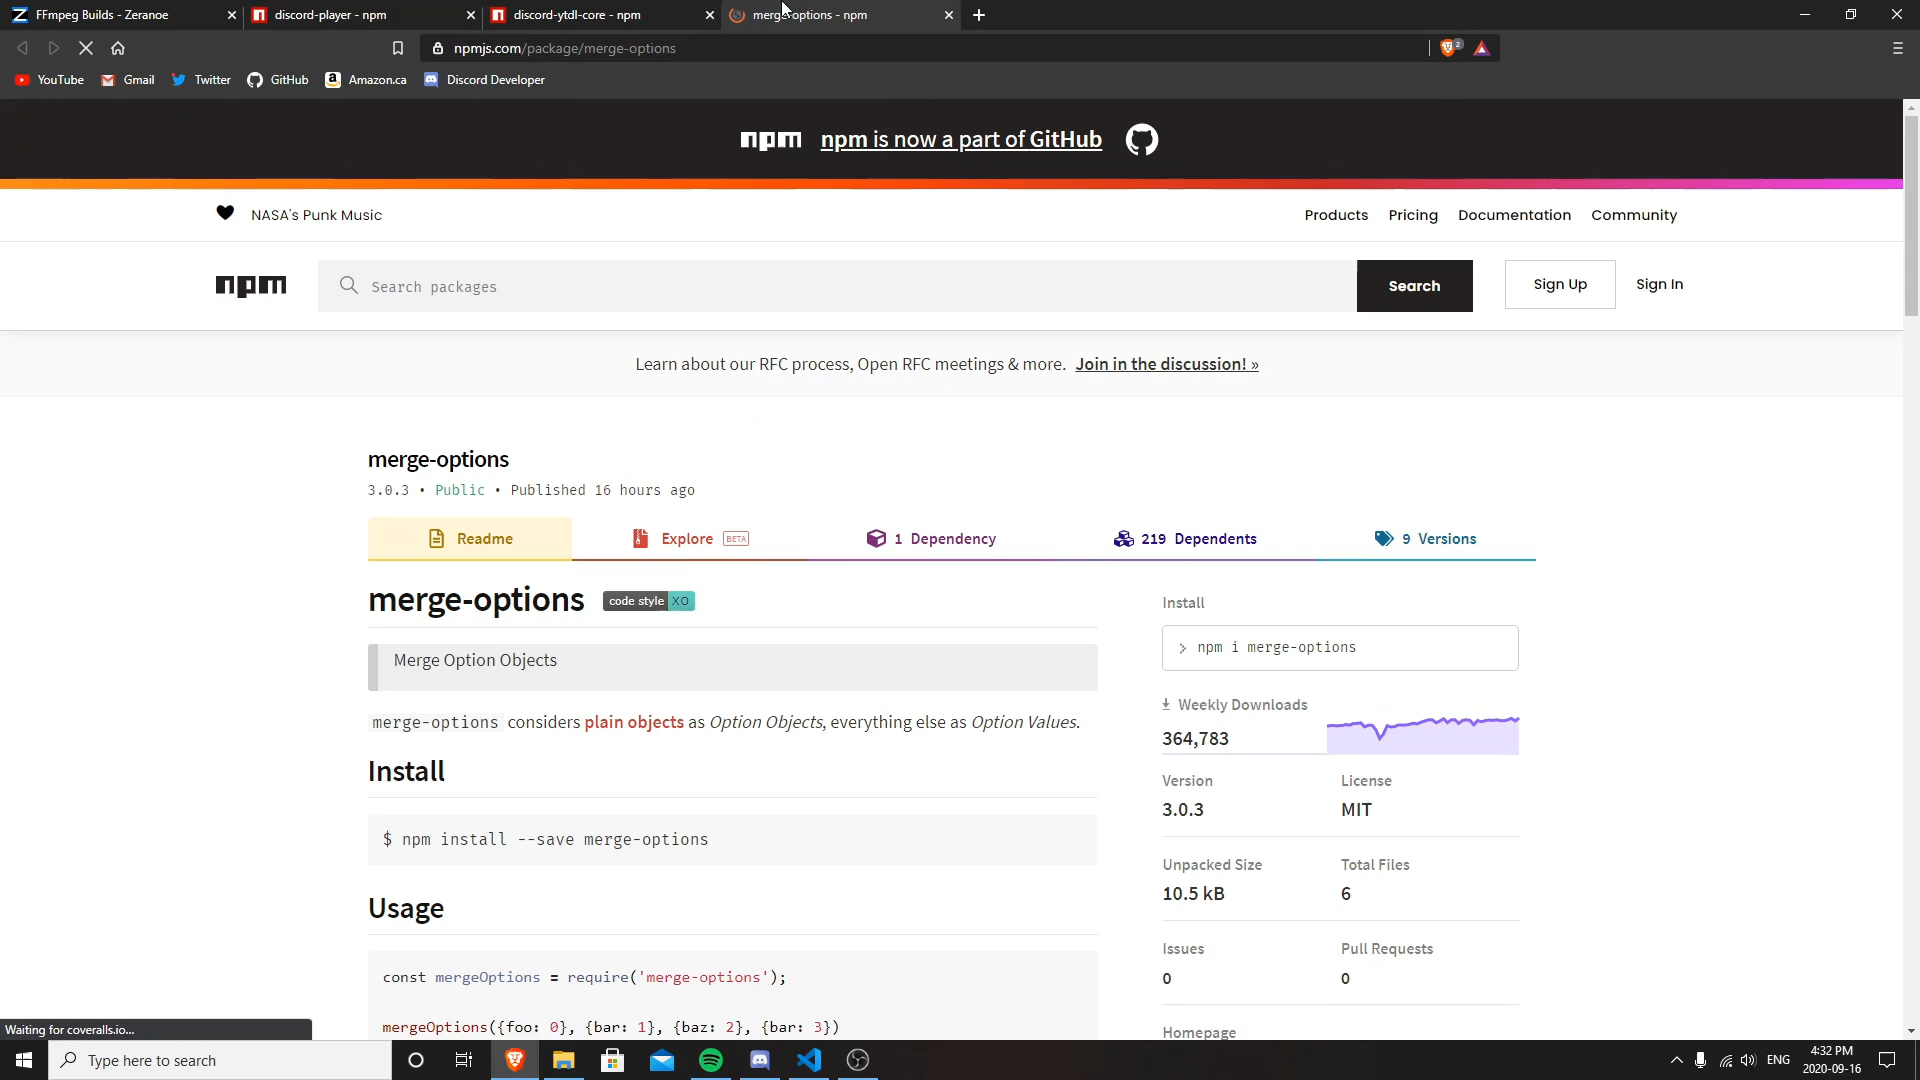 FFmpeg Builds - Zeranoe
discord-player - npm
discord-ytdl-core - npm
merge-options - npm
npmjs.com/package/merge-options
2
YouTube
Gmail
Twitter
GitHub
Amazon.ca
Discord Developer
npm npm is now a part of GitHub
NASA's Punk Music
Products
Pricing
Documentation
Community
npm
Search packages
Search
Sign Up
Sign In
Learn about our RFC process, Open RFC meetings & more. Join in the discussion! »
merge-options
3.0.3 • Public • Published 16 hours ago
Readme
Explore BETA
1 Dependency
219 Dependents
9 Versions
merge-options code style XO
Merge Option Objects
merge-options considers plain objects as Option Objects, everything else as Option Values.
Install
$ npm install --save merge-options
Usage
const mergeOptions = require('merge-options');
mergeOptions({foo: 0}, {bar: 1}, {baz: 2}, {bar: 3})
Install
> npm i merge-options
Weekly Downloads
364,783
Version
License
3.0.3
MIT
Unpacked Size
Total Files
10.5 kB
6
Issues
Pull Requests
0
0
Homepage
Waiting for coveralls.io...
Type here to search
ENG
4:32 PM
2020-09-16